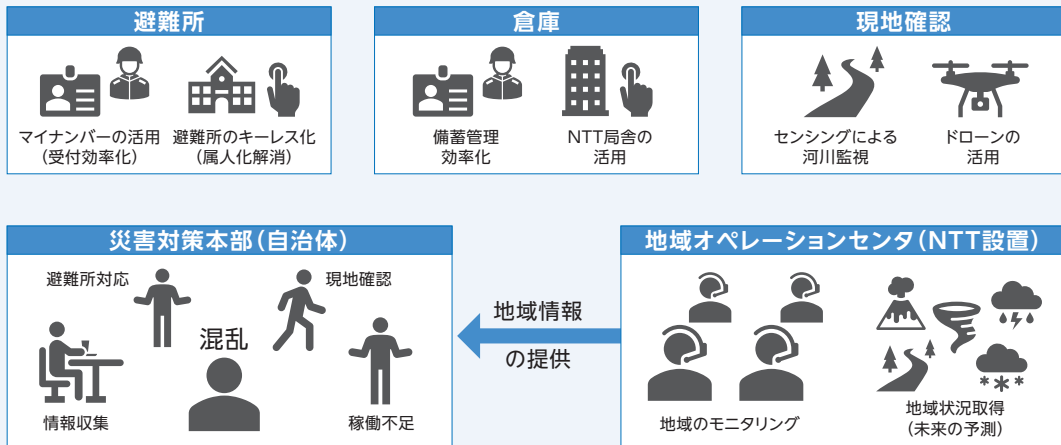 避難所
マイナンバーの活用
(受付効率化)
避難所のキーレス化
(属人化解消)
倉庫
備蓄管理
効率化
NTT局舎の
活用
現地確認
センシングによる
河川監視
ドローンの
活用
災害対策本部(自治体)
避難所対応
現地確認
混乱
情報収集
稼働不足
地域情報
の提供
地域オペレーションセンタ(NTT設置)
地域のモニタリング
地域状況取得
(未来の予測)